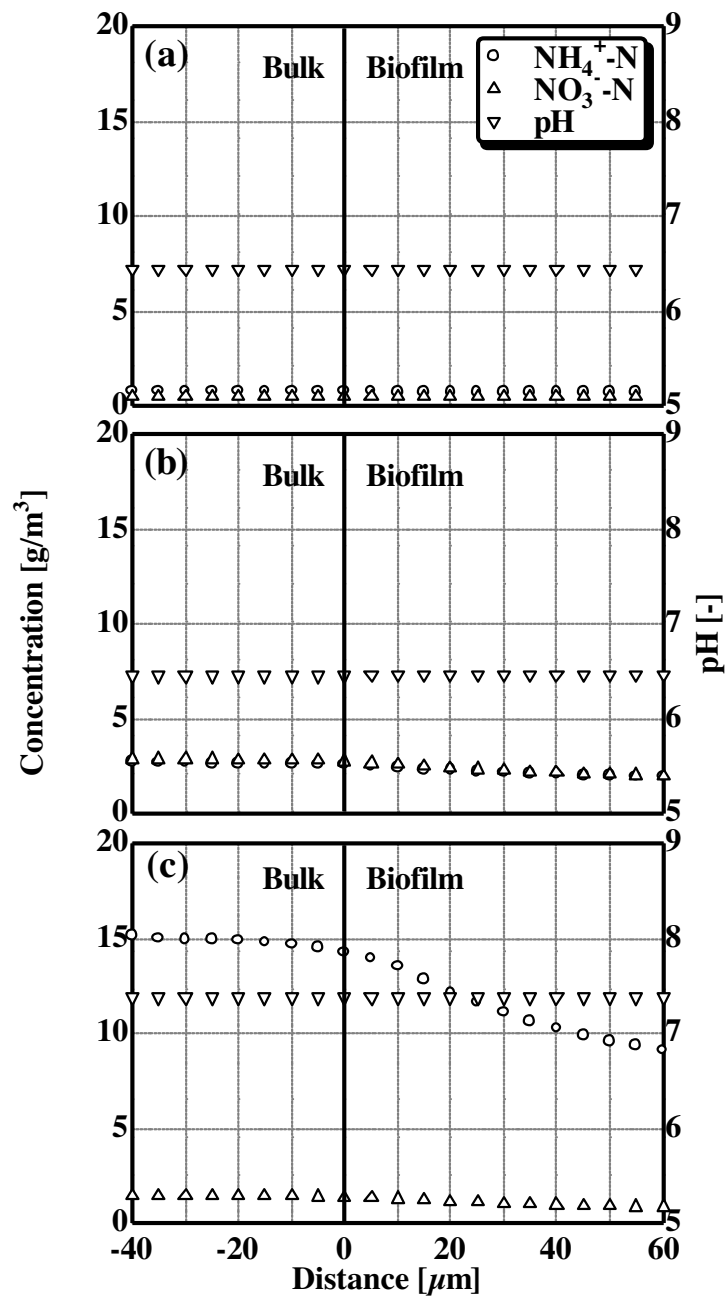 20
9
(a)
Bulk
Biofilm
NH₄⁺-N
NO₃⁻-N
pH
15
8
10
7
5
6
0
5
20
9
(b)
Bulk
Biofilm
15
8
10
7
5
6
0
5
Concentration [g/m³]
pH [-]
20
9
(c)
Bulk
Biofilm
15
8
10
7
5
6
0
5
-40
-20
0
20
40
60
Distance [μm]